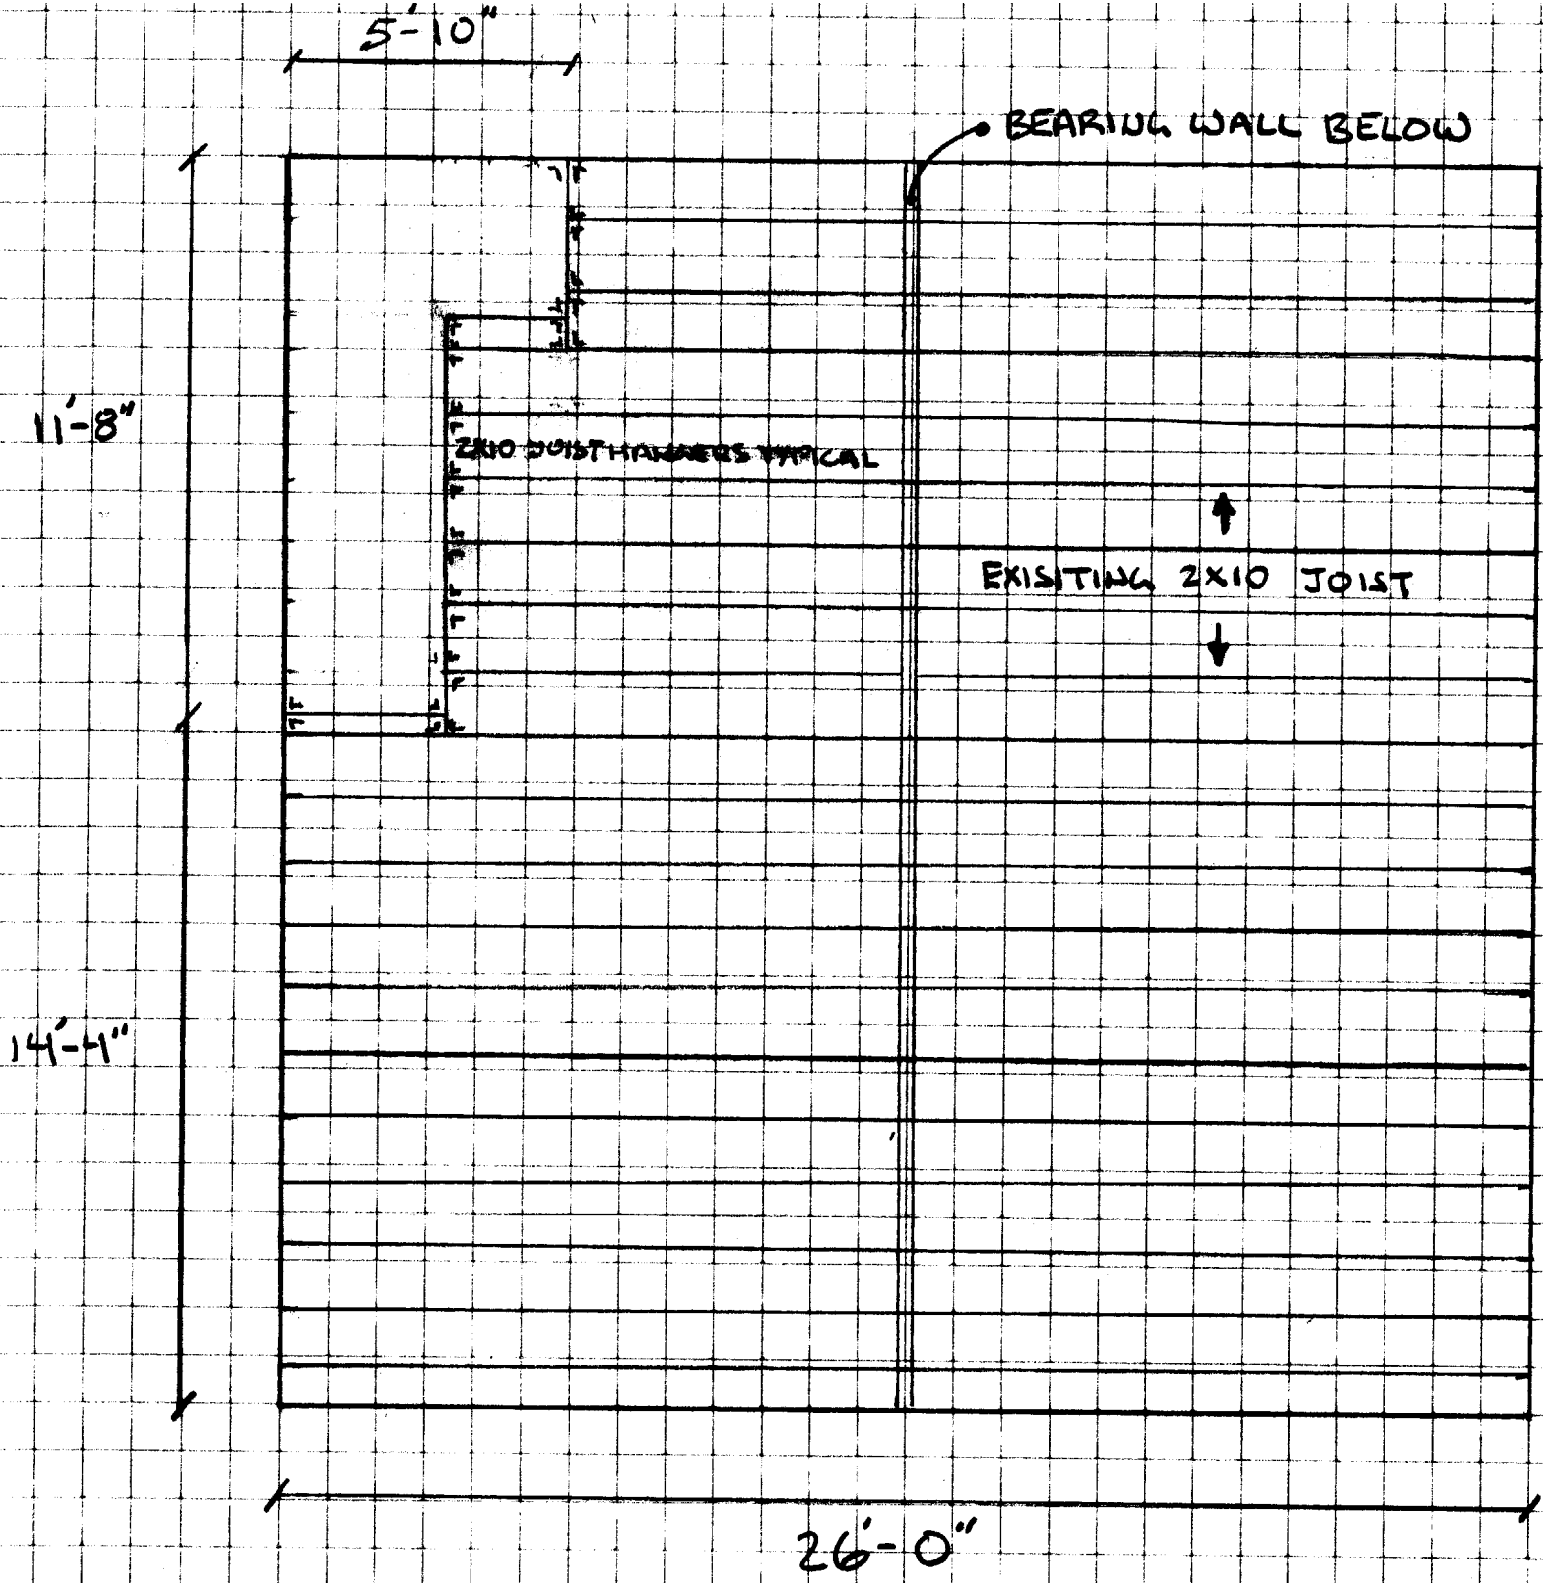 5'-10"
BEARING WALL BELOW
11'-8"
2X10 JOIST HANGERS TYPICAL
EXISITING 2X10 JOIST
14'-4"
26'-0"